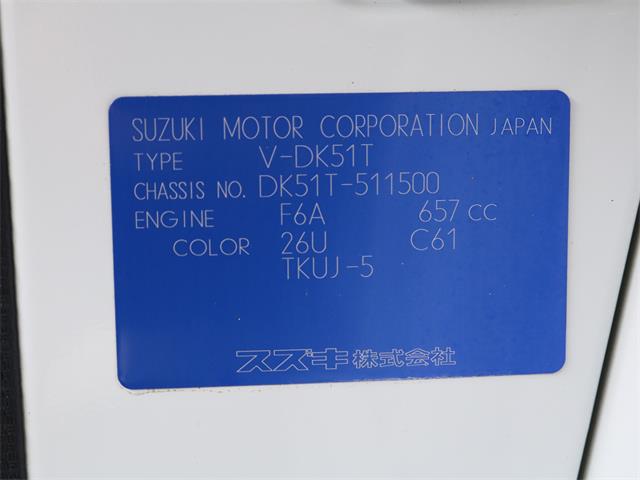 SUZUKI MOTOR CORPORATION JAPAN
TYPE V-DK51T
CHASSIS NO. DK51T-511500
ENGINE F6A 657 CC
COLOR 26U C61
TKUJ-5
スズキ株式会社